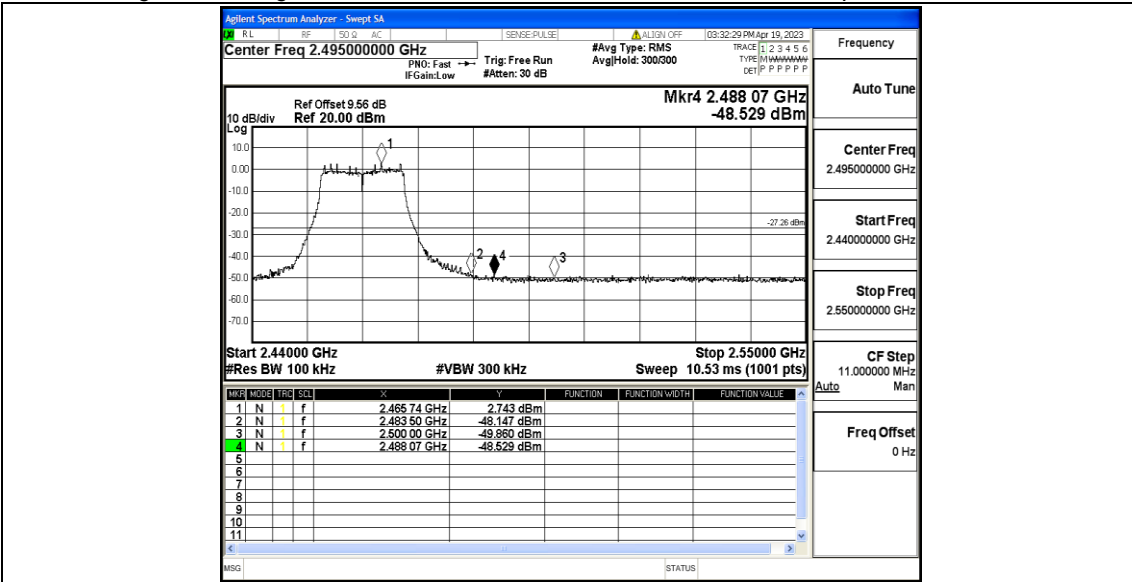 Agilent Spectrum Analyzer - Swept SA
RL RF 50 Ω AC SENSE:PULSE ALIGN OFF 03:32:29 PM Apr 19, 2023
Center Freq 2.495000000 GHz
PNO: Fast
IFGain:Low
Trig: Free Run
#Atten: 30 dB
#Avg Type: RMS
Avg|Hold: 300/300
TRACE 1 2 3 4 5 6
TYPE MWWWWW
DET P P P P P P
Frequency
Auto Tune
Center Freq
2.495000000 GHz
Start Freq
2.440000000 GHz
Stop Freq
2.550000000 GHz
CF Step
11.000000 MHz
Auto Man
Freq Offset
0 Hz
Mkr4 2.488 07 GHz
-48.529 dBm
Ref Offset 9.56 dB
10 dB/div Ref 20.00 dBm
Log
10.0
0.00
-10.0
-20.0
-30.0
-40.0
-50.0
-60.0
-70.0
1
2
4
3
-27.26 dBm
Start 2.44000 GHz Stop 2.55000 GHz
#Res BW 100 kHz #VBW 300 kHz Sweep 10.53 ms (1001 pts)
MKR MODE TRC SCL X Y FUNCTION FUNCTION WIDTH FUNCTION VALUE
1 N 1 f 2.465 74 GHz 2.743 dBm
2 N 1 f 2.483 50 GHz -48.147 dBm
3 N 1 f 2.500 00 GHz -49.860 dBm
4 N 1 f 2.488 07 GHz -48.529 dBm
5
6
7
8
9
10
11
MSG STATUS